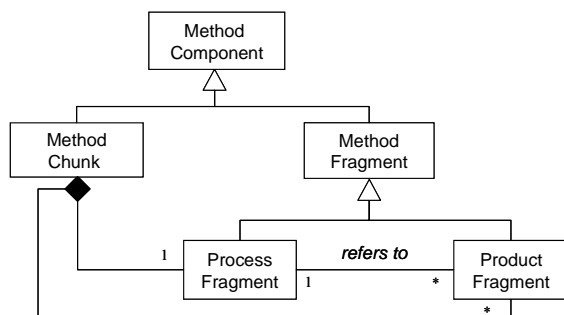 Method
Component
Method
Chunk
Method
Fragment
1
Process
Fragment
1
refers to
*
Product
Fragment
*